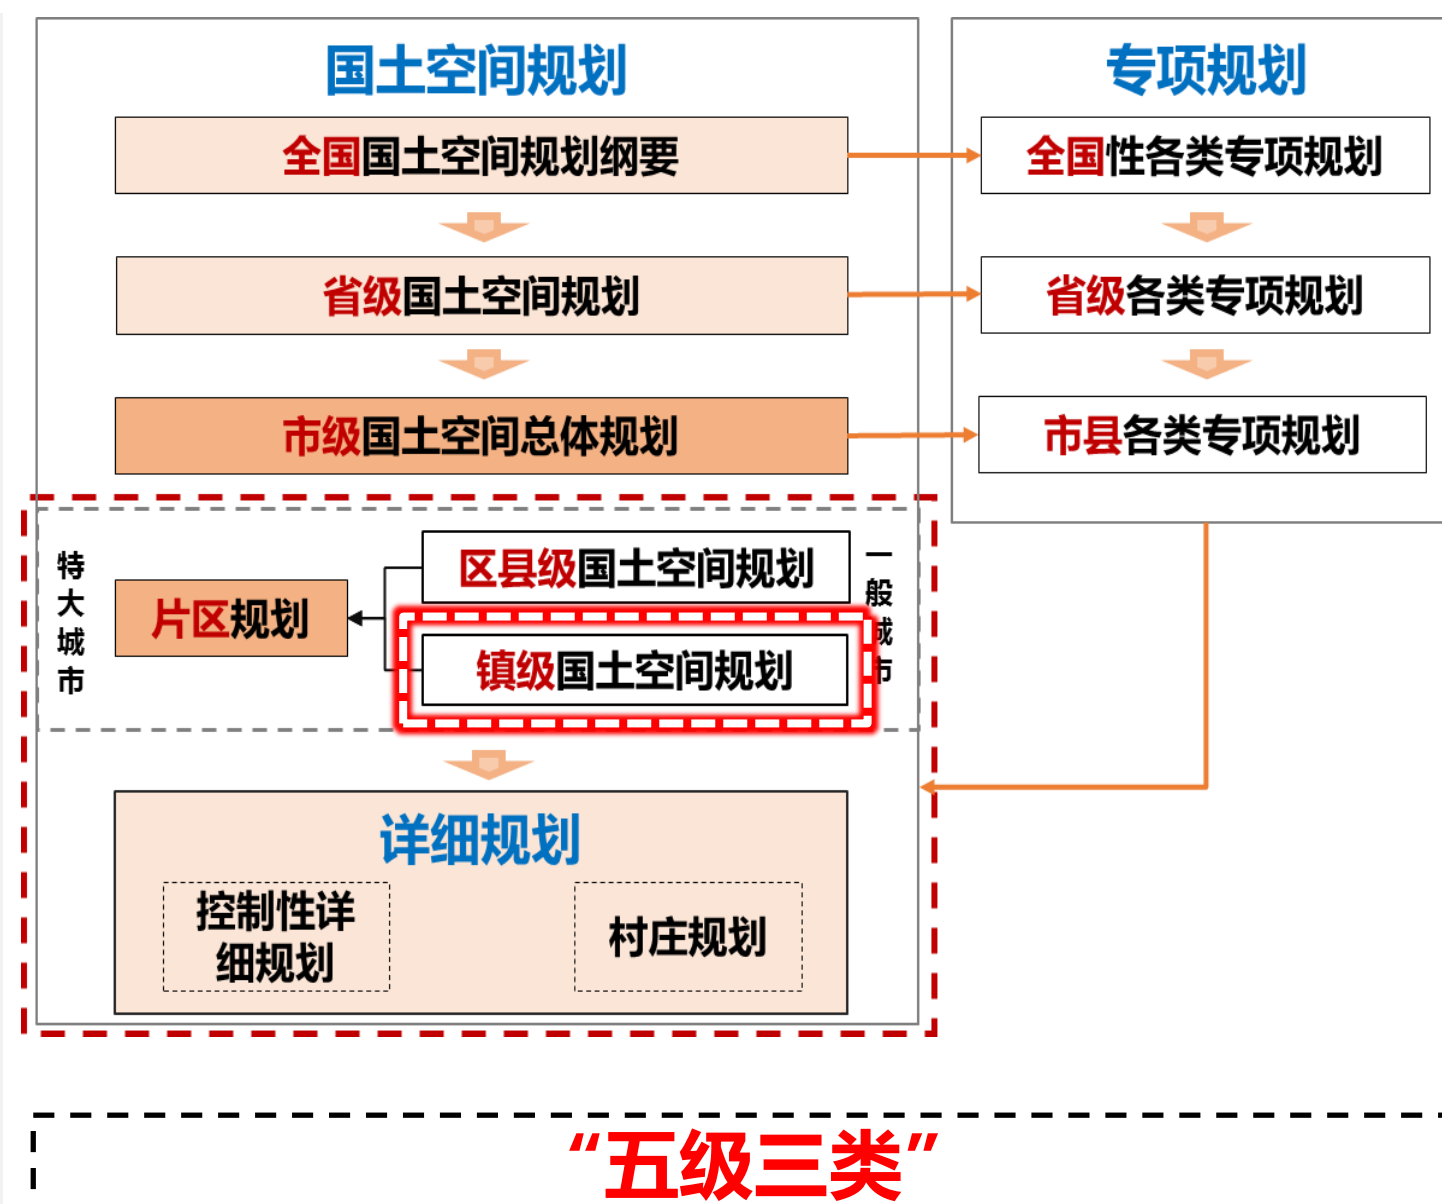 国土空间规划
全国国土空间规划纲要
省级国土空间规划
市级国土空间总体规划
特大城市
片区规划
区县级国土空间规划
镇级国土空间规划
一般城市
详细规划
控制性详
细规划
村庄规划
专项规划
全国性各类专项规划
省级各类专项规划
市县各类专项规划
“五级三类”